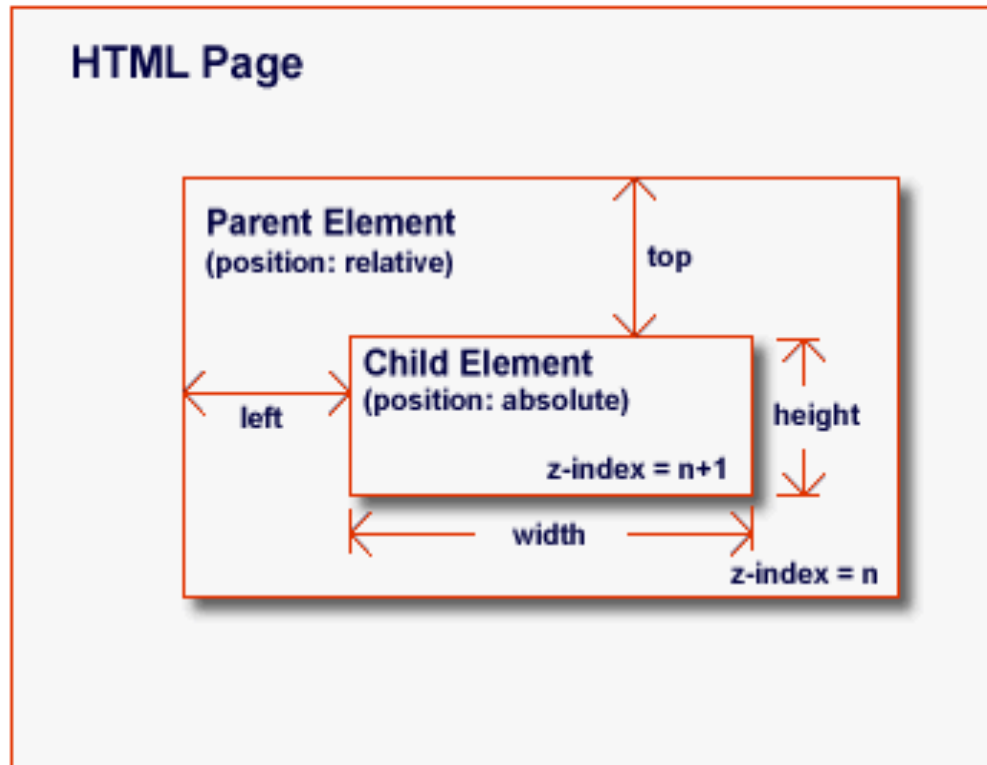 HTML Page
Parent Element
(position: relative)
top
Child Element
(position: absolute)
left
height
z-index = n+1
width
z-index = n